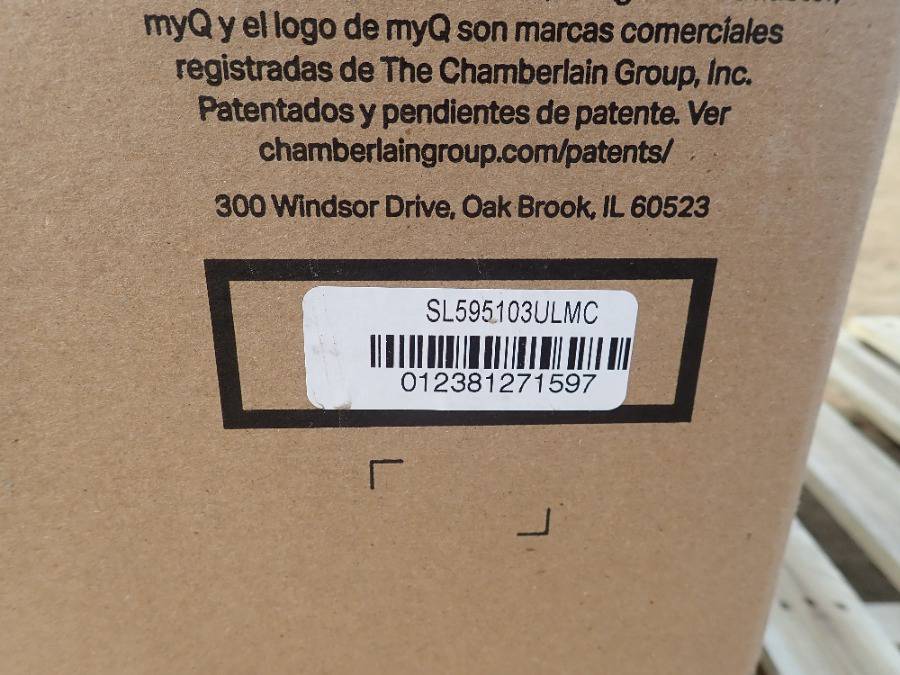 myQ y el logo de myQ son marcas comerciales
registradas de The Chamberlain Group, Inc.
Patentados y pendientes de patente. Ver
chamberlaingroup.com/patents/
300 Windsor Drive, Oak Brook, IL 60523
SL595103ULMC
012381271597